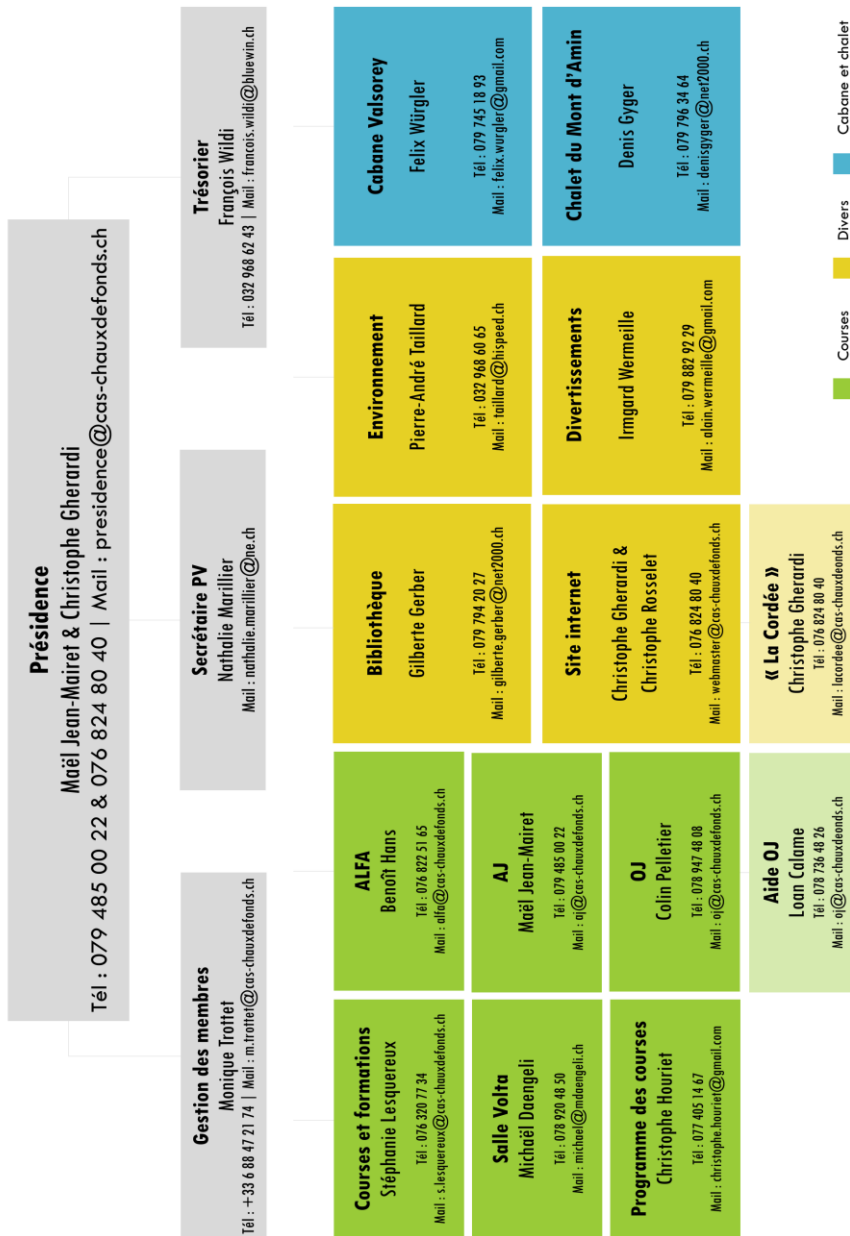 Présidence
Maël Jean-Mairet & Christophe Gherardi
Tél : 079 485 00 22 & 076 824 80 40 | Mail : presidence@cas-chauxdefonds.ch
Gestion des membres
Monique Trottet
Tél : +33 6 88 47 21 74 | Mail : m.trottet@cas-chauxdefonds.ch
Secrétaire PV
Nathalie Marillier
Mail : nathalie.marillier@ne.ch
Trésorier
François Wildi
Tél : 032 968 62 43 | Mail : francois.wildi@bluewin.ch
Courses et formations
Stéphanie Lesquereux
Tél : 076 320 77 34
Mail : s.lesquereux@cas-chauxdefonds.ch
ALFA
Benoît Hans
Tél : 076 822 51 65
Mail : alfa@cas-chauxdefonds.ch
Bibliothèque
Gilberte Gerber
Tél : 079 794 20 27
Mail : gilberte.gerber@net2000.ch
Environnement
Pierre-André Taillard
Tél : 032 968 60 65
Mail : taillard@hispeed.ch
Cabane Valsorey
Felix Würgler
Tél : 079 745 18 93
Mail : felix.wurgler@gmail.com
Salle Volta
Michaël Daengeli
Tél : 078 920 48 50
Mail : michael@mdaengeli.ch
AJ
Maël Jean-Mairet
Tél : 079 485 00 22
Mail : aj@cas-chauxdefonds.ch
Site internet
Christophe Gherardi &
Christophe Rosselet
Tél : 076 824 80 40
Mail : webmaster@cas-chauxdefonds.ch
Divertissements
Irmgard Wermeille
Tél : 079 882 92 29
Mail : alain.wermeille@gmail.com
Chalet du Mont d'Amin
Denis Gyger
Tél : 079 796 34 64
Mail : denisgyger@net2000.ch
Programme des courses
Christophe Houriet
Tél : 077 405 14 67
Mail : christophe.houriet@gmail.com
OJ
Colin Pelletier
Tél : 078 947 48 08
Mail : oj@cas-chauxdefonds.ch
Aide OJ
Loan Calame
Tél : 078 736 48 26
Mail : oj@cas-chauxdeonds.ch
« La Cordée »
Christophe Gherardi
Tél : 076 824 80 40
Mail : lacordee@cas-chauxdeonds.ch
Courses
Divers
Cabane et chalet